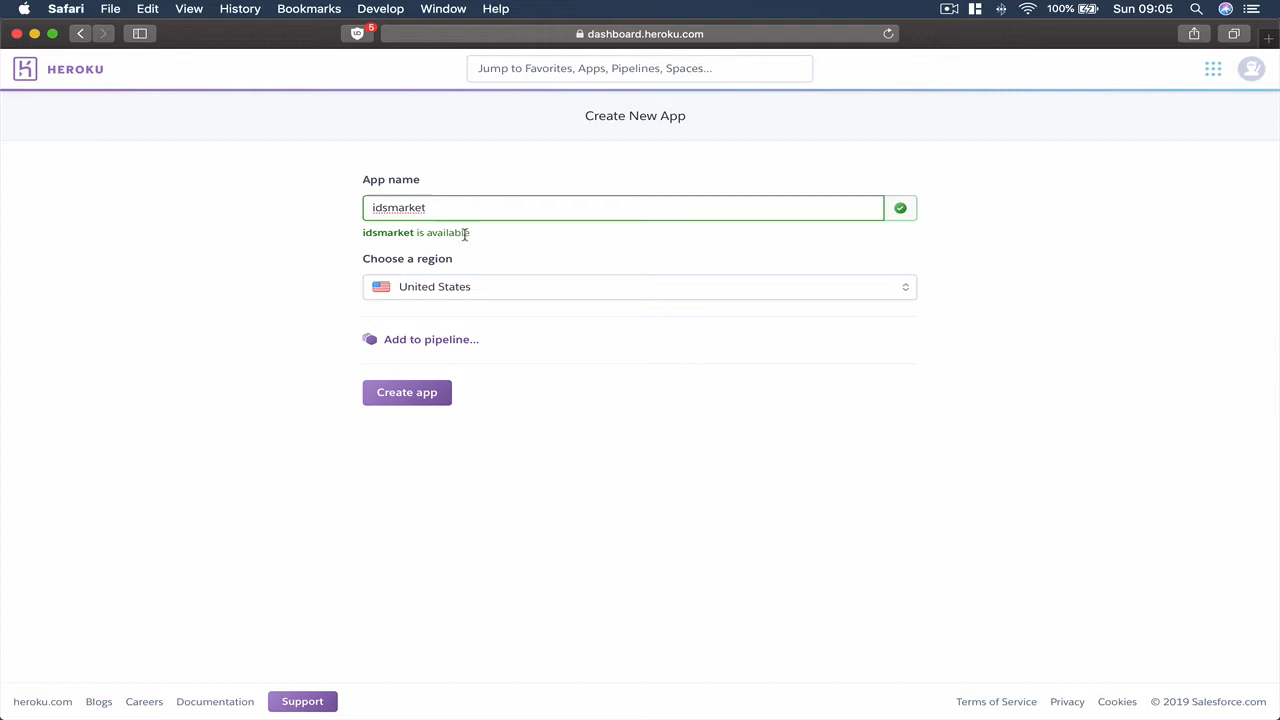 Safari File Edit View History Bookmarks Develop Window Help 100% Sun 09:05
5 dashboard.heroku.com
HEROKU Jump to Favorites, Apps, Pipelines, Spaces...
Create New App
App name
idsmarket
idsmarket is available
Choose a region
United States
Add to pipeline...
Create app
heroku.com Blogs Careers Documentation Support Terms of Service Privacy Cookies © 2019 Salesforce.com